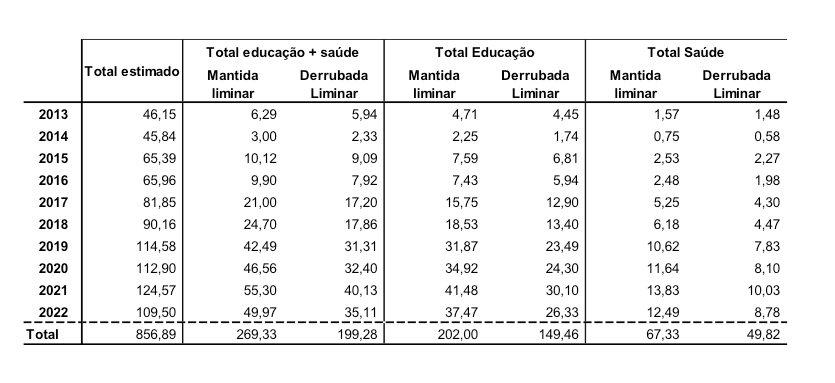 Total educação + saúde Total Educação Total Saúde
Total estimado Mantida Derrubada Mantida Derrubada Mantida Derrubada
liminar Liminar liminar Liminar liminar Liminar
2013 46,15 6,29 5,94 4,71 4,45 1,57 1,48
2014 45,84 3,00 2,33 2,25 1,74 0,75 0,58
2015 65,39 10,12 9,09 7,59 6,81 2,53 2,27
2016 65,96 9,90 7,92 7,43 5,94 2,48 1,98
2017 81,85 21,00 17,20 15,75 12,90 5,25 4,30
2018 90,16 24,70 17,86 18,53 13,40 6,18 4,47
2019 114,58 42,49 31,31 31,87 23,49 10,62 7,83
2020 112,90 46,56 32,40 34,92 24,30 11,64 8,10
2021 124,57 55,30 40,13 41,48 30,10 13,83 10,03
2022 109,50 49,97 35,11 37,47 26,33 12,49 8,78
Total 856,89 269,33 199,28 202,00 149,46 67,33 49,82